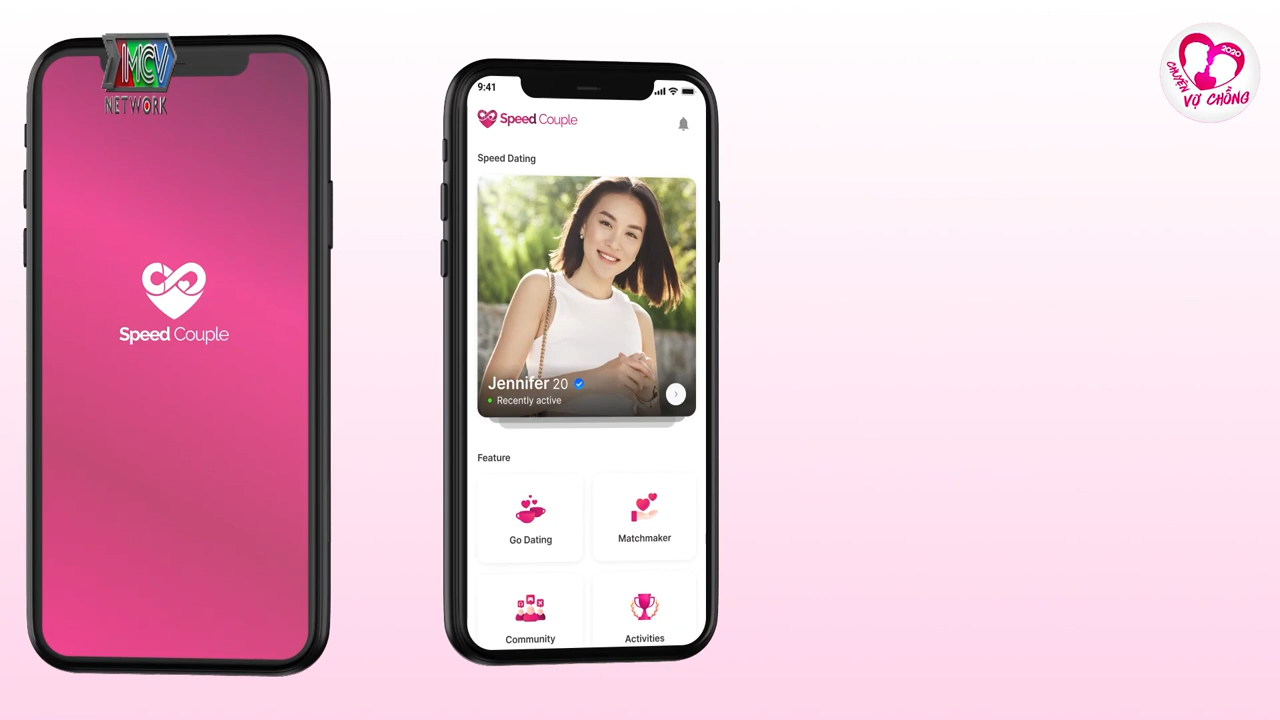 MCV
NETWORK
Speed Couple
9:41
Speed Couple
Speed Dating
Jennifer 20
Recently active
Feature
Go Dating
Matchmaker
Community
Activities
2020
CHUYỆN
VỢ CHỒNG